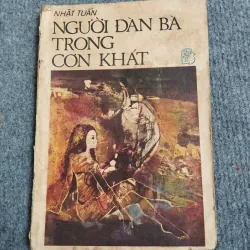 NHẬT TUẤN
NGƯỜI ĐÀN BÀ
TRONG
CƠN KHÁT